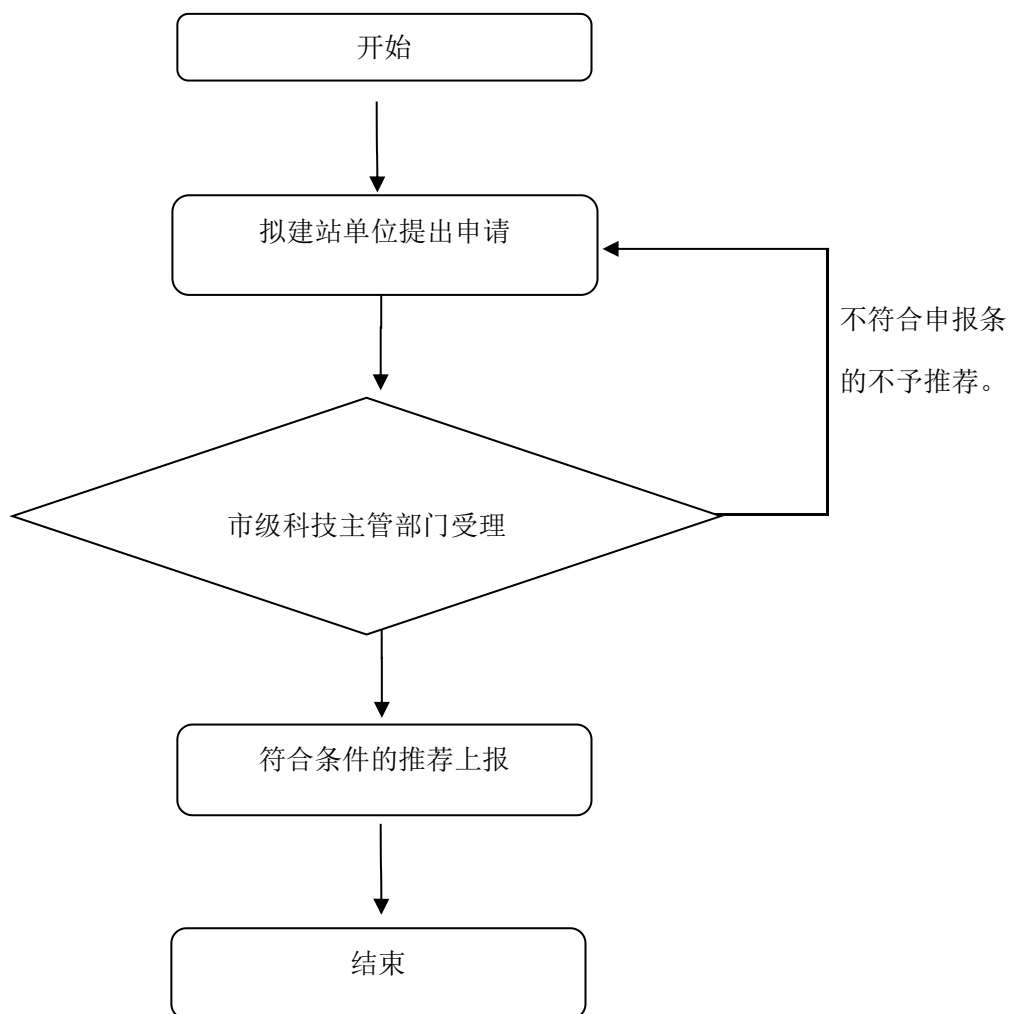 开始
拟建站单位提出申请
不符合申报条
的不予推荐。
市级科技主管部门受理
符合条件的推荐上报
结束